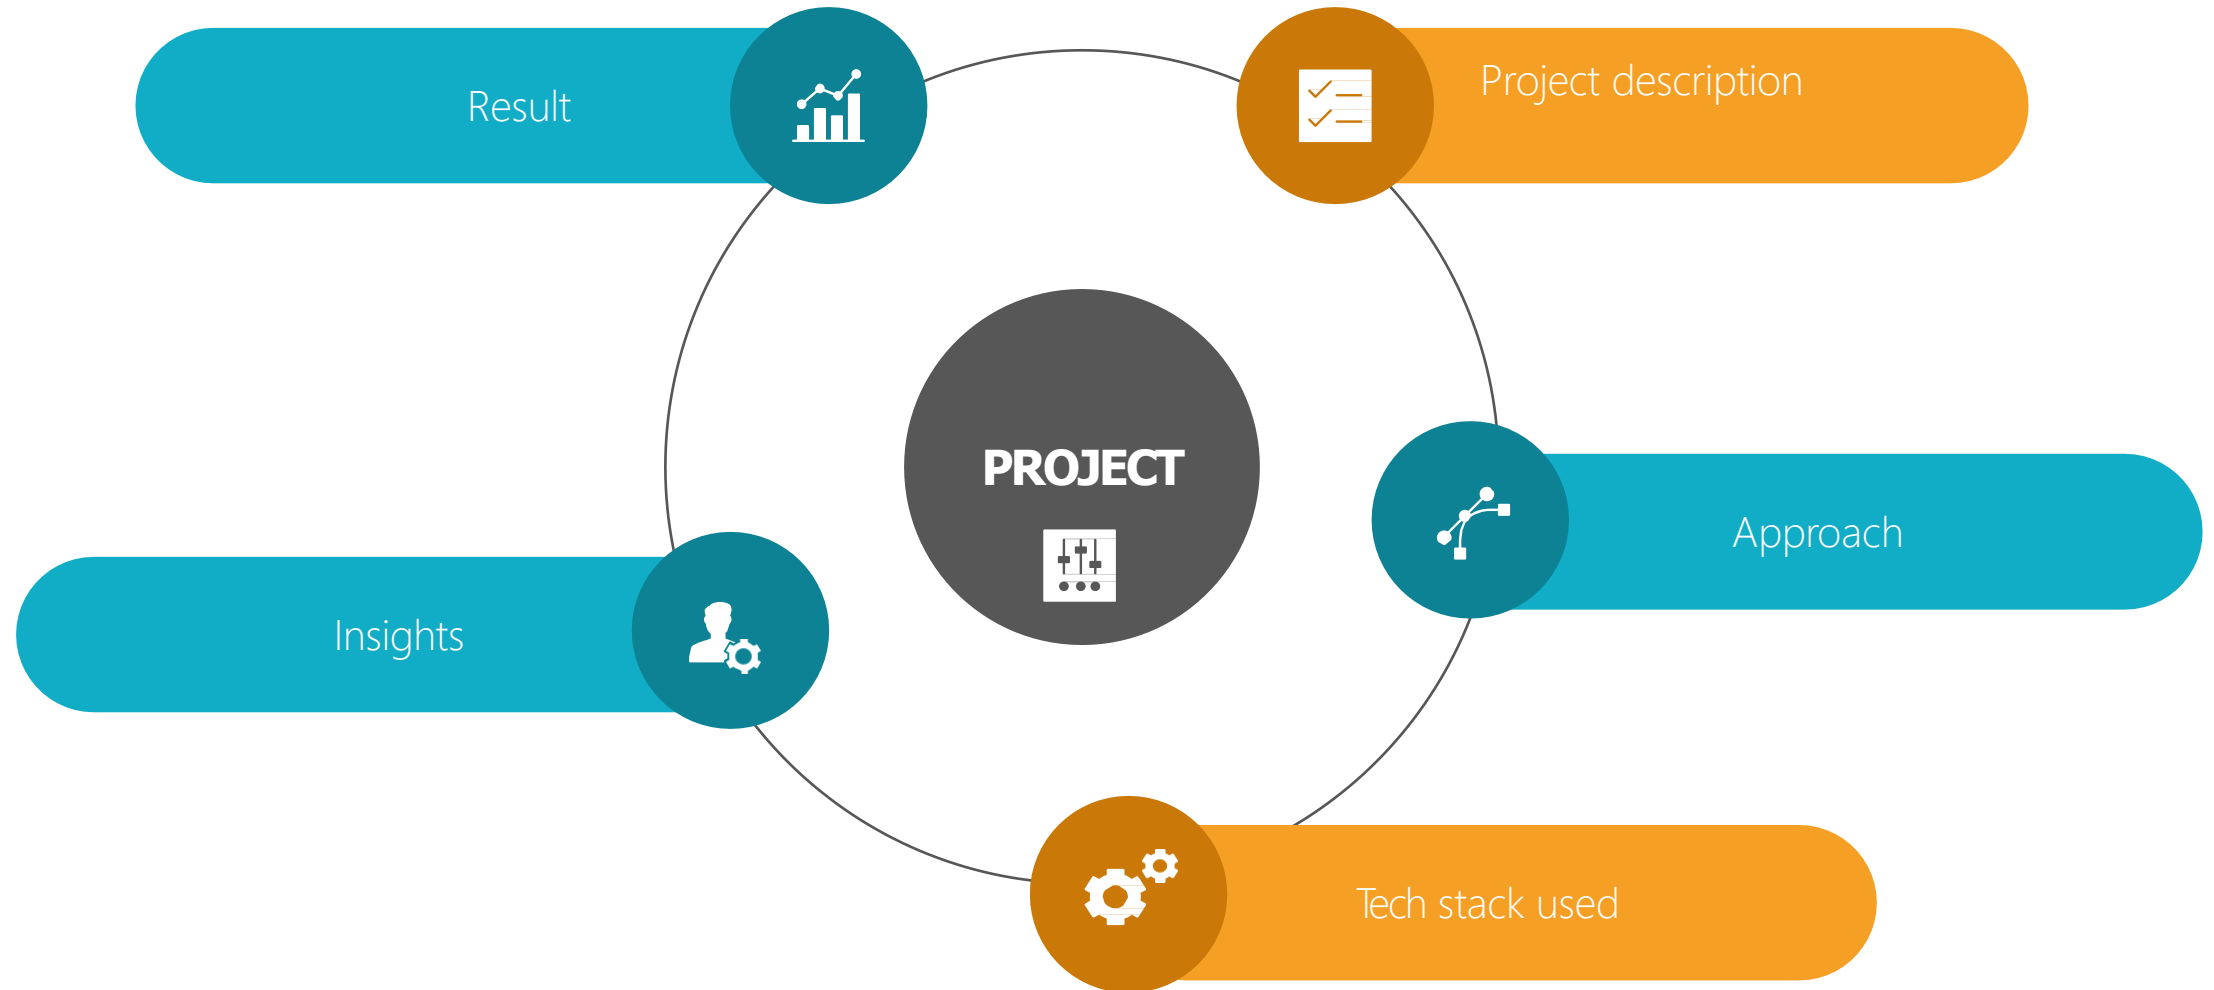 Result
Project description
PROJECT
Approach
Insights
Tech stack used